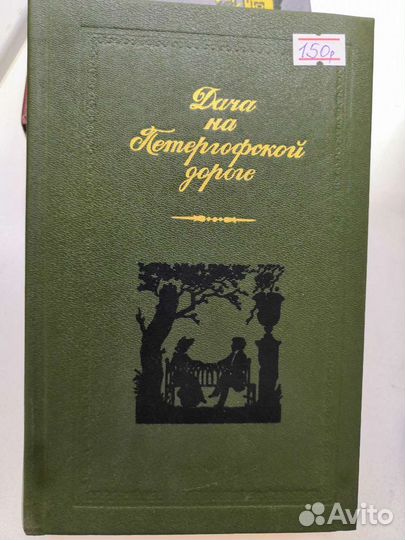 150р
Дача
на
Петергофской
дороге
Avito